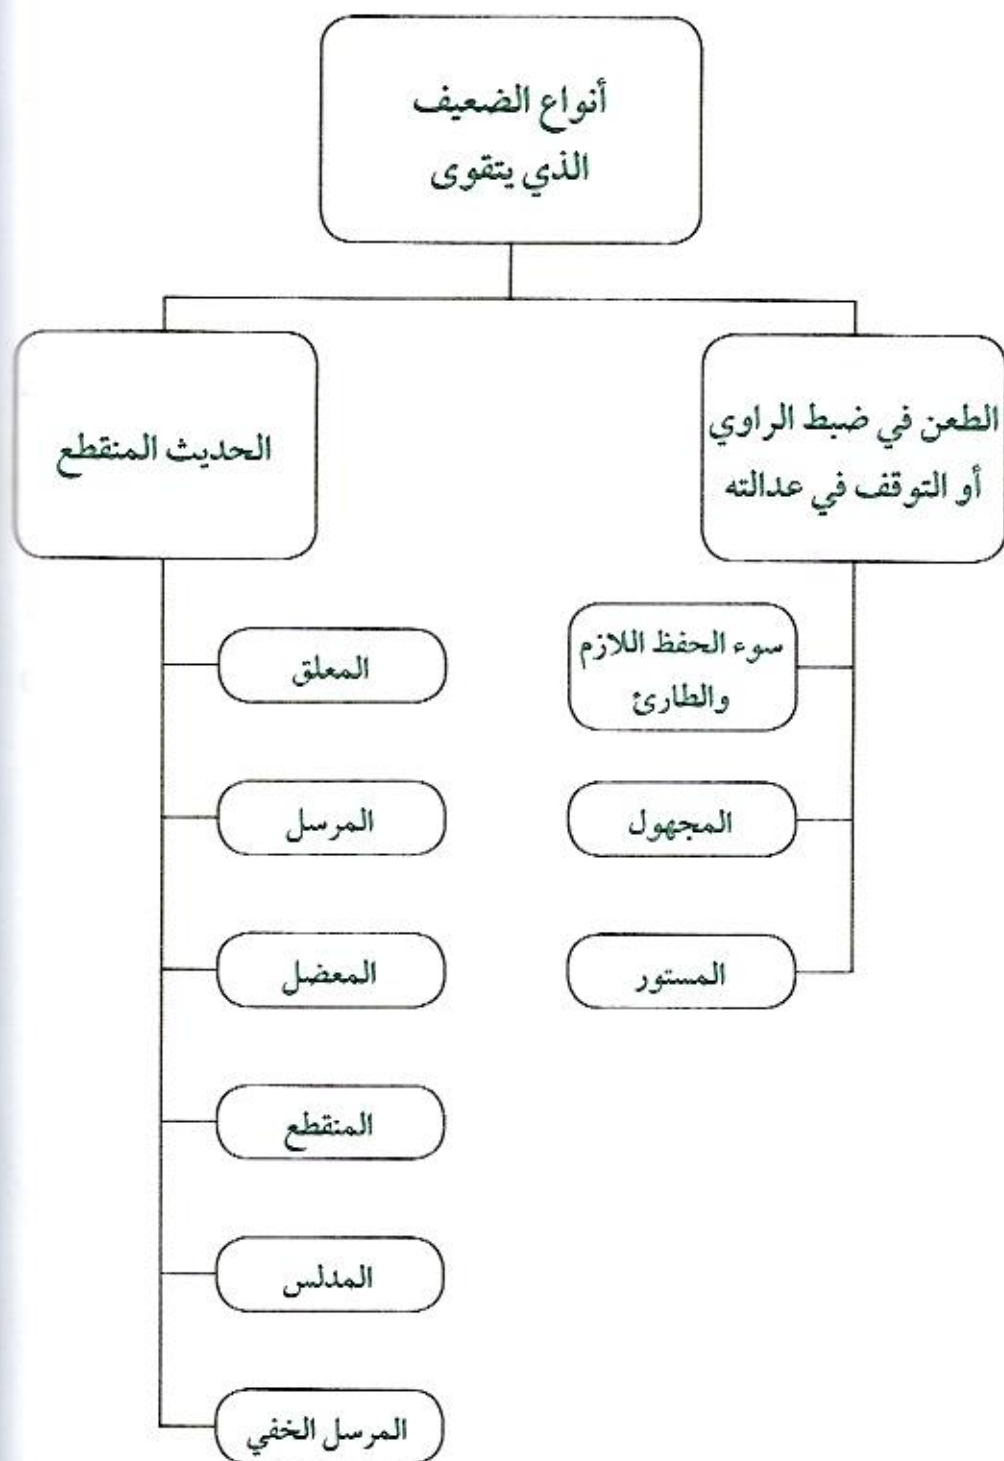 أنواع الضعيف
الذي يتقوى
الطعن في ضبط الراوي
أو التوقف في عدالته
سوء الحفظ اللازم
والطارئ
المجهول
المستور
الحديث المنقطع
المعلق
المرسل
المعضل
المنقطع
المدلس
المرسل الخفي